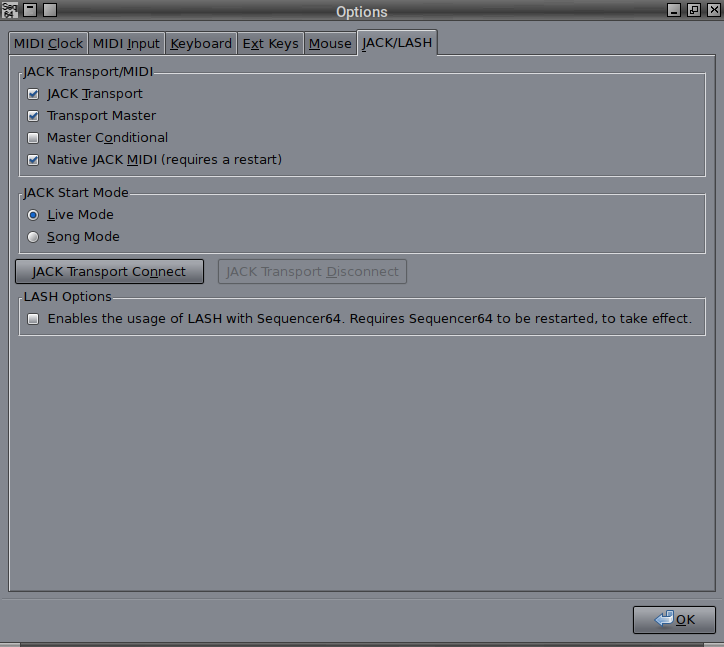 Seq
64
Options
MIDI Clock MIDI Input Keyboard Ext Keys Mouse JACK/LASH
JACK Transport/MIDI
JACK Transport
Transport Master
Master Conditional
Native JACK MIDI (requires a restart)
JACK Start Mode
Live Mode
Song Mode
JACK Transport Connect JACK Transport Disconnect
LASH Options
Enables the usage of LASH with Sequencer64. Requires Sequencer64 to be restarted, to take effect.
OK